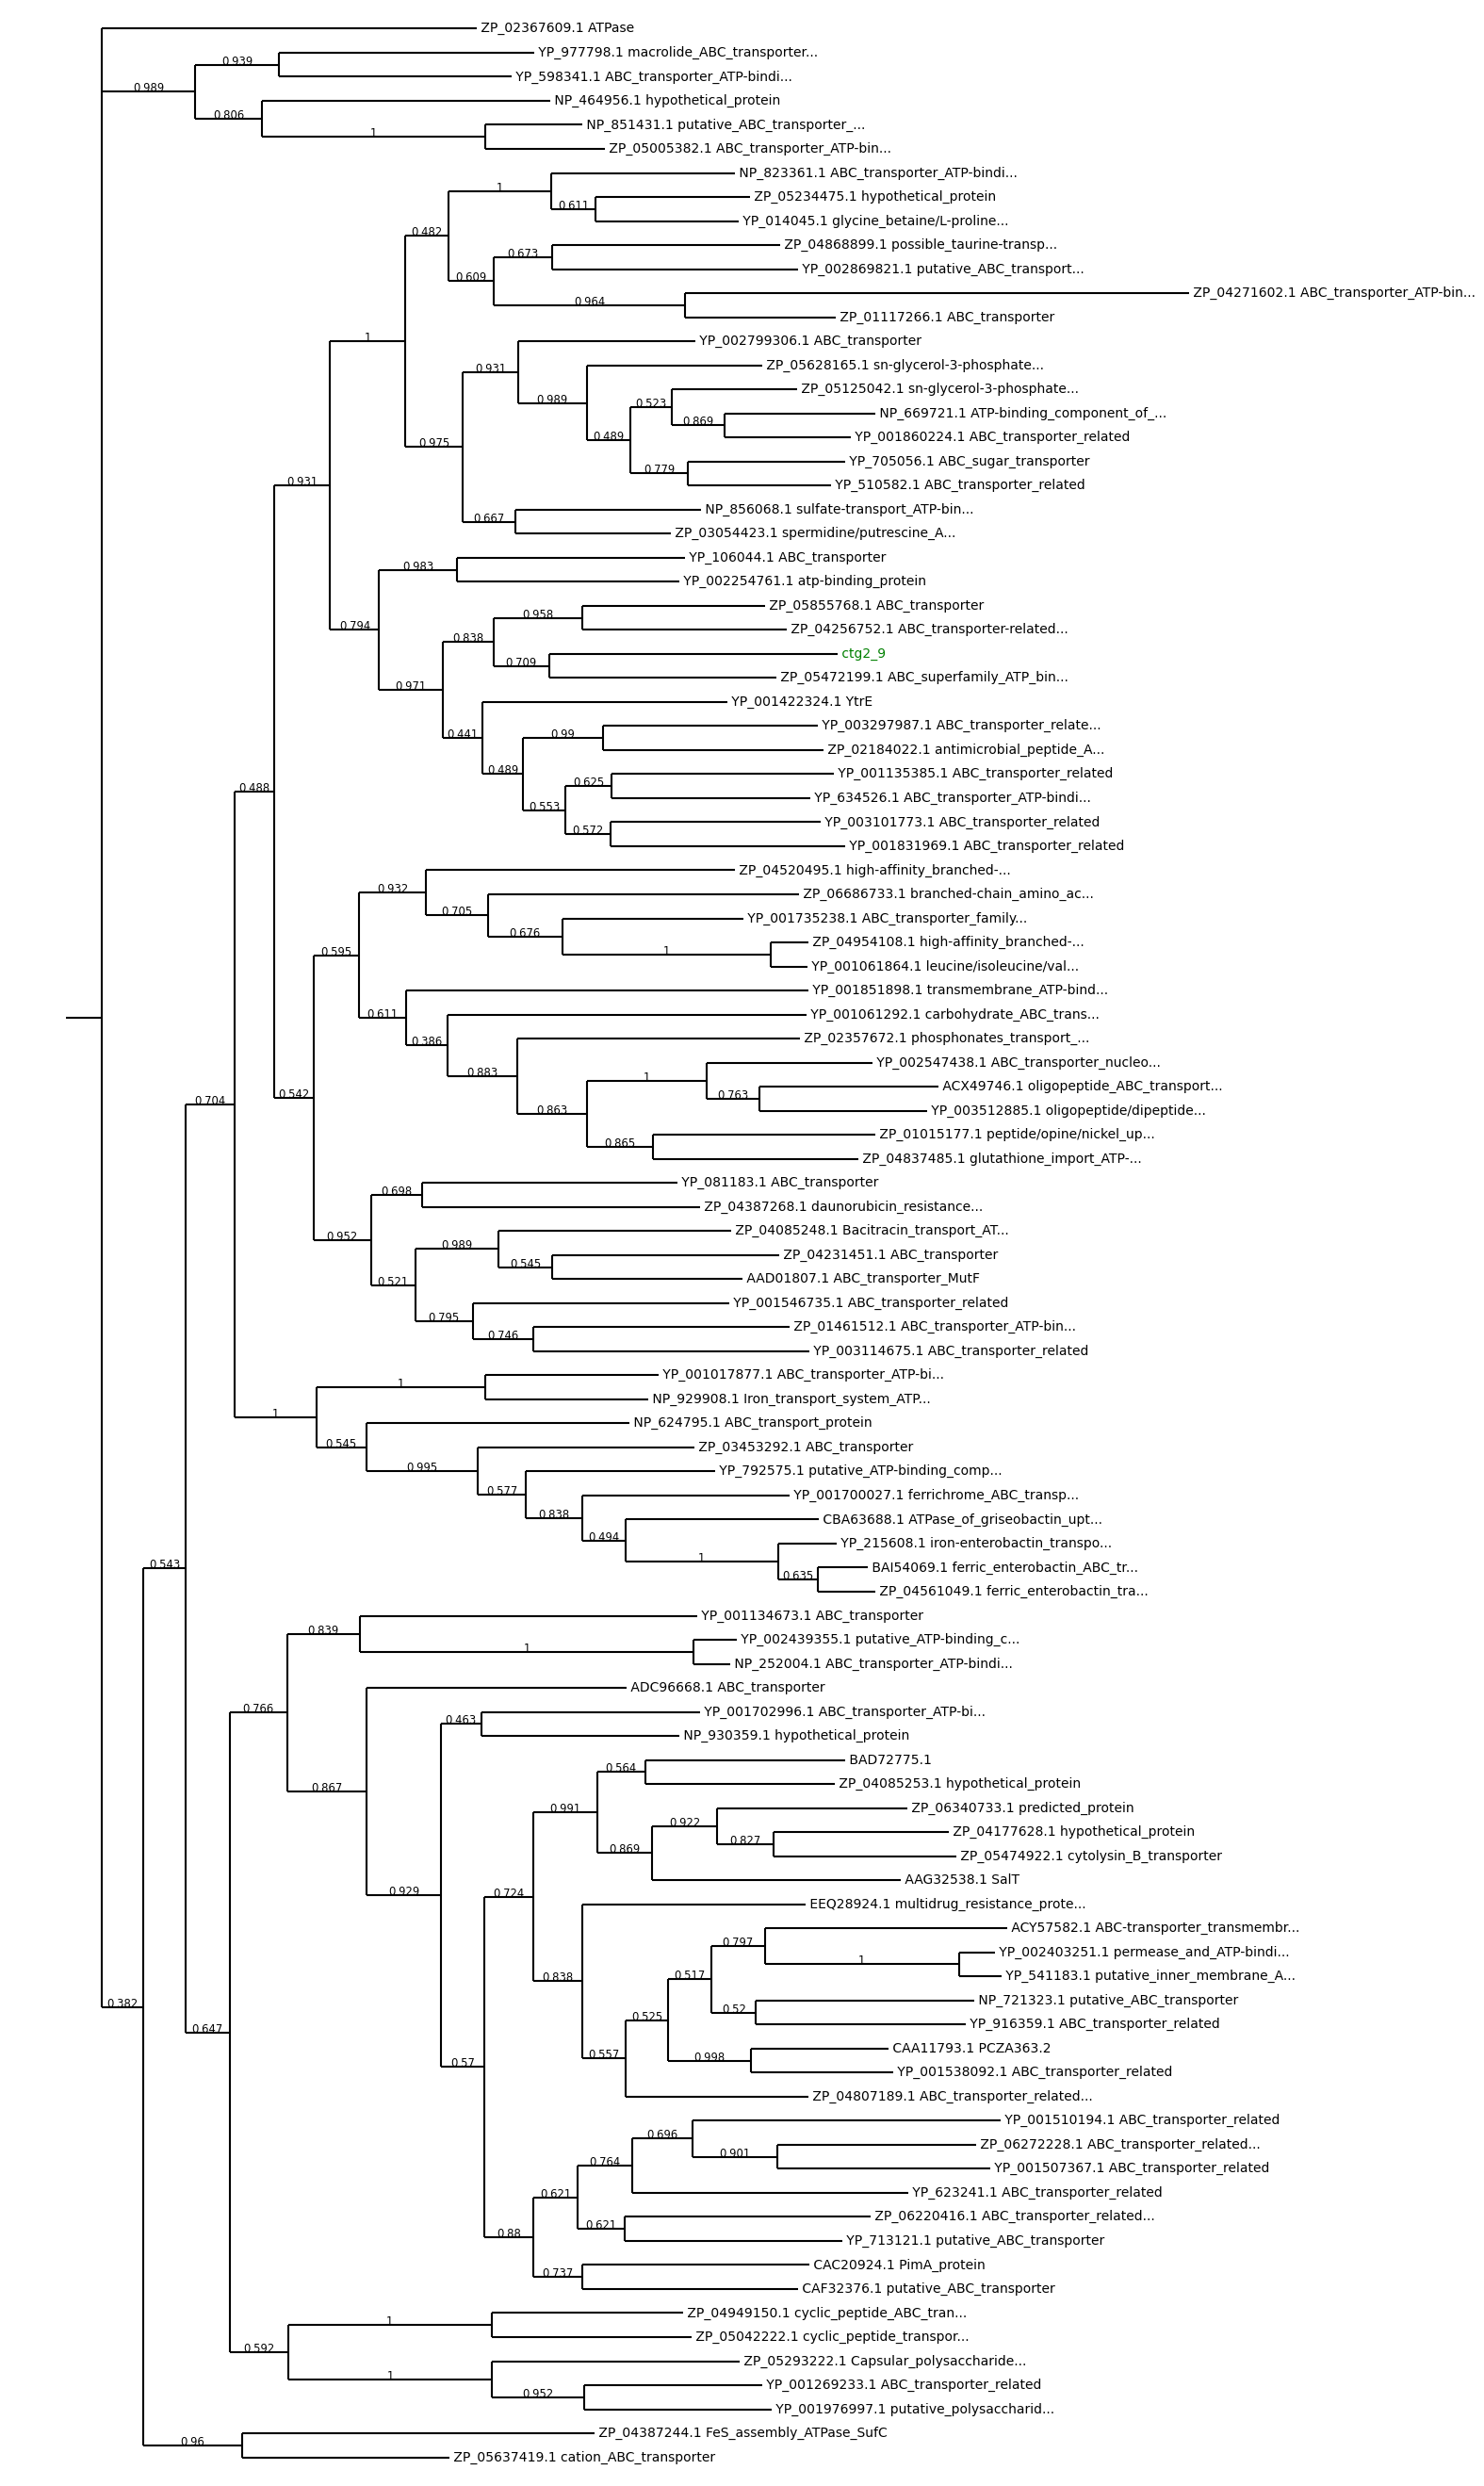 ZP_02367609.1 ATPase
YP_977798.1 macrolide_ABC_transporter...
0.939
YP_598341.1 ABC_transporter_ATP-bindi...
0.989
NP_464956.1 hypothetical_protein
0.806
NP_851431.1 putative_ABC_transporter_...
1
ZP_05005382.1 ABC_transporter_ATP-bin...
NP_823361.1 ABC_transporter_ATP-bindi...
1
ZP_05234475.1 hypothetical_protein
0.611
YP_014045.1 glycine_betaine/L-proline...
0.482
ZP_04868899.1 possible_taurine-transp...
0.673
YP_002869821.1 putative_ABC_transport...
0.609
ZP_04271602.1 ABC_transporter_ATP-bin...
0.964
ZP_01117266.1 ABC_transporter
1
YP_002799306.1 ABC_transporter
0.931
ZP_05628165.1 sn-glycerol-3-phosphate...
0.989
ZP_05125042.1 sn-glycerol-3-phosphate...
0.523
NP_669721.1 ATP-binding_component_of_...
0.869
YP_001860224.1 ABC_transporter_related
0.489
0.975
YP_705056.1 ABC_sugar_transporter
0.779
YP_510582.1 ABC_transporter_related
0.931
NP_856068.1 sulfate-transport_ATP-bin...
0.667
ZP_03054423.1 spermidine/putrescine_A...
YP_106044.1 ABC_transporter
0.983
YP_002254761.1 atp-binding_protein
ZP_05855768.1 ABC_transporter
0.958
ZP_04256752.1 ABC_transporter-related...
0.794
0.838
ctg2_9
0.709
ZP_05472199.1 ABC_superfamily_ATP_bin...
0.971
YP_001422324.1 YtrE
YP_003297987.1 ABC_transporter_relate...
0.441
0.99
ZP_02184022.1 antimicrobial_peptide_A...
0.489
YP_001135385.1 ABC_transporter_related
0.625
YP_634526.1 ABC_transporter_ATP-bindi...
0.488
0.553
YP_003101773.1 ABC_transporter_related
0.572
YP_001831969.1 ABC_transporter_related
ZP_04520495.1 high-affinity_branched-...
0.932
ZP_06686733.1 branched-chain_amino_ac...
0.705
YP_001735238.1 ABC_transporter_family...
0.676
ZP_04954108.1 high-affinity_branched-...
1
0.595
YP_001061864.1 leucine/isoleucine/val...
YP_001851898.1 transmembrane_ATP-bind...
0.611
YP_001061292.1 carbohydrate_ABC_trans...
0.386
ZP_02357672.1 phosphonates_transport_...
0.883
YP_002547438.1 ABC_transporter_nucleo...
1
ACX49746.1 oligopeptide_ABC_transport...
0.542
0.763
0.704
YP_003512885.1 oligopeptide/dipeptide...
0.863
ZP_01015177.1 peptide/opine/nickel_up...
0.865
ZP_04837485.1 glutathione_import_ATP-...
YP_081183.1 ABC_transporter
0.698
ZP_04387268.1 daunorubicin_resistance...
0.952
ZP_04085248.1 Bacitracin_transport_AT...
0.989
ZP_04231451.1 ABC_transporter
0.545
0.521
AAD01807.1 ABC_transporter_MutF
YP_001546735.1 ABC_transporter_related
0.795
ZP_01461512.1 ABC_transporter_ATP-bin...
0.746
YP_003114675.1 ABC_transporter_related
YP_001017877.1 ABC_transporter_ATP-bi...
1
NP_929908.1 Iron_transport_system_ATP...
1
NP_624795.1 ABC_transport_protein
0.545
ZP_03453292.1 ABC_transporter
0.995
YP_792575.1 putative_ATP-binding_comp...
0.577
YP_001700027.1 ferrichrome_ABC_transp...
0.838
CBA63688.1 ATPase_of_griseobactin_upt...
0.494
YP_215608.1 iron-enterobactin_transpo...
1
0.543
BAI54069.1 ferric_enterobactin_ABC_tr...
0.635
ZP_04561049.1 ferric_enterobactin_tra...
YP_001134673.1 ABC_transporter
0.839
YP_002439355.1 putative_ATP-binding_c...
1
NP_252004.1 ABC_transporter_ATP-bindi...
ADC96668.1 ABC_transporter
0.766
YP_001702996.1 ABC_transporter_ATP-bi...
0.463
NP_930359.1 hypothetical_protein
BAD72775.1
0.564
ZP_04085253.1 hypothetical_protein
0.867
0.991
ZP_06340733.1 predicted_protein
0.922
ZP_04177628.1 hypothetical_protein
0.827
0.869
ZP_05474922.1 cytolysin_B_transporter
AAG32538.1 SalT
0.929
0.724
EEQ28924.1 multidrug_resistance_prote...
ACY57582.1 ABC-transporter_transmembr...
0.797
YP_002403251.1 permease_and_ATP-bindi...
1
0.838
0.517
YP_541183.1 putative_inner_membrane_A...
NP_721323.1 putative_ABC_transporter
0.382
0.52
0.525
YP_916359.1 ABC_transporter_related
0.647
CAA11793.1 PCZA363.2
0.998
0.57
0.557
YP_001538092.1 ABC_transporter_related
ZP_04807189.1 ABC_transporter_related...
YP_001510194.1 ABC_transporter_related
0.696
ZP_06272228.1 ABC_transporter_related...
0.901
0.764
YP_001507367.1 ABC_transporter_related
YP_623241.1 ABC_transporter_related
0.621
ZP_06220416.1 ABC_transporter_related...
0.621
0.88
YP_713121.1 putative_ABC_transporter
CAC20924.1 PimA_protein
0.737
CAF32376.1 putative_ABC_transporter
ZP_04949150.1 cyclic_peptide_ABC_tran...
1
ZP_05042222.1 cyclic_peptide_transpor...
0.592
ZP_05293222.1 Capsular_polysaccharide...
1
YP_001269233.1 ABC_transporter_related
0.952
YP_001976997.1 putative_polysaccharid...
ZP_04387244.1 FeS_assembly_ATPase_SufC
0.96
ZP_05637419.1 cation_ABC_transporter